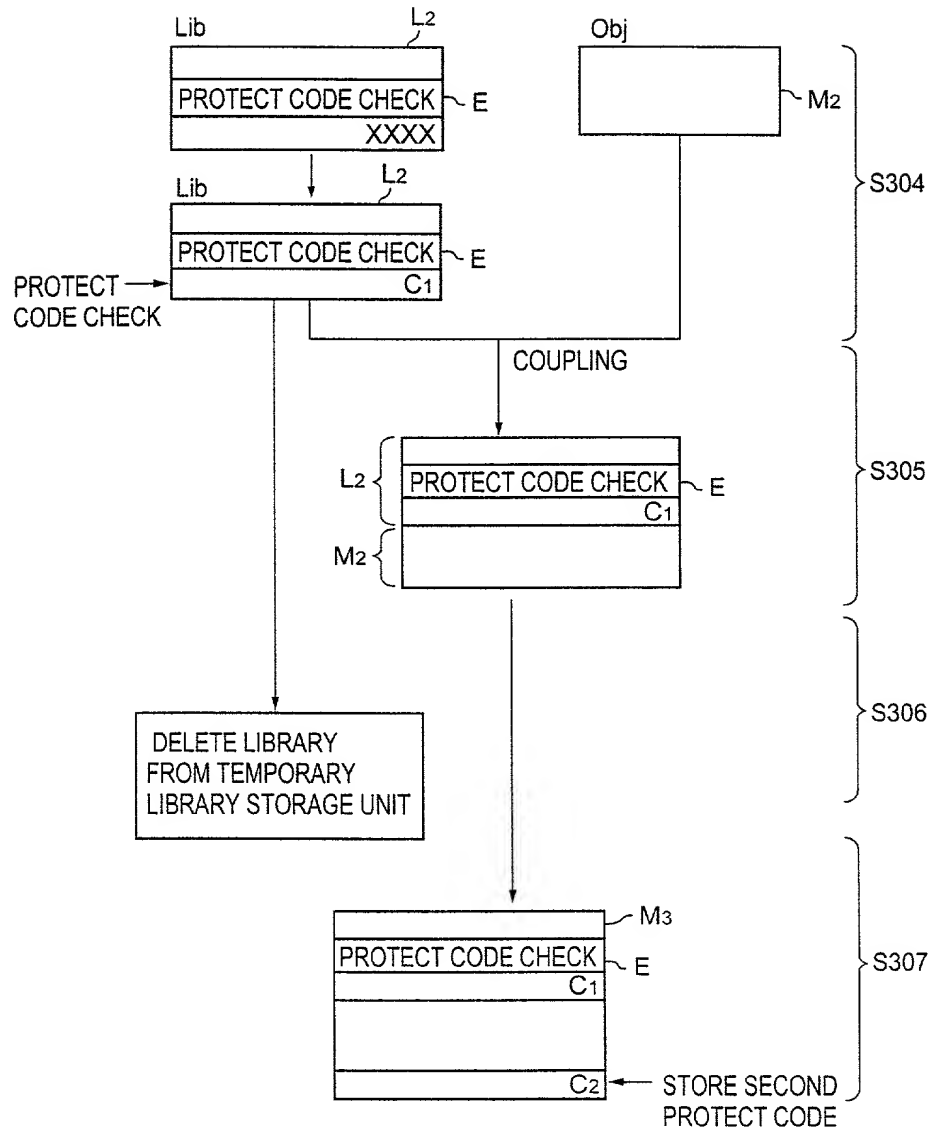 Lib
L2
PROTECT CODE CHECK
E
XXXX
Obj
M2
S304
Lib
L2
PROTECT CODE CHECK
E
C1
PROTECT
CODE CHECK
COUPLING
S305
L2
PROTECT CODE CHECK
E
C1
M2
S306
DELETE LIBRARY
FROM TEMPORARY
LIBRARY STORAGE UNIT
S307
M3
PROTECT CODE CHECK
E
C1
C2
STORE SECOND
PROTECT CODE